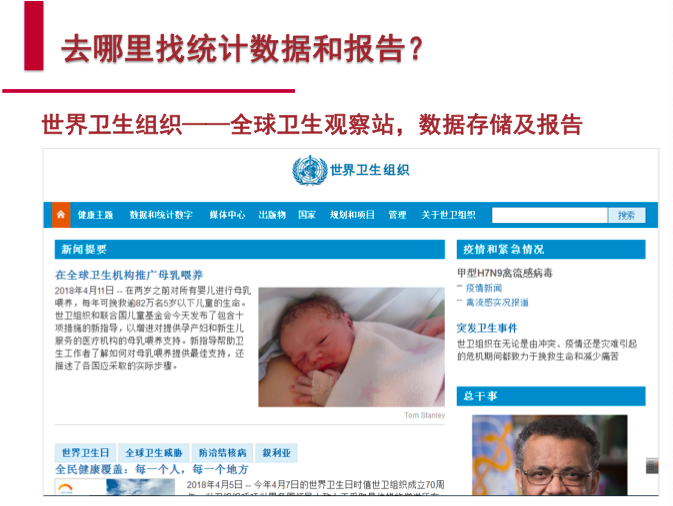 去哪里找统计数据和报告?
世界卫生组织——全球卫生观察站，数据存储及报告
世界卫生组织
健康主题 数据和统计数字 媒体中心 出版物 国家 规划和项目 管理 关于世卫组织 搜索
新闻提要
在全球卫生机构推广母乳喂养
2018年4月11日 -- 在两岁之前对所有婴儿进行母乳
喂养，每年可挽救逾82万名5岁以下儿童的生命。
世卫组织和联合国儿童基金会今天发布了包含十
项措施的新指导，以增进对提供孕产妇和新生儿
服务的医疗机构的母乳喂养支持。新指导帮助卫
生工作者了解如何对母乳喂养提供最佳支持，还
描述了各国应采取的实际步骤。
Tom Stanley
疫情和紧急情况
甲型H7N9禽流感病毒
疫情新闻
禽流感实况报道
突发卫生事件
世卫组织在无论是由冲突、疫情还是灾难引起
的危机期间都致力于挽救生命和减少痛苦
总干事
世界卫生日 全球卫生威胁 防治结核病 叙利亚
全民健康覆盖：每一个人，每一个地方
2018年4月5日 -- 今年4月7日的世界卫生日时值世卫组织成立70周